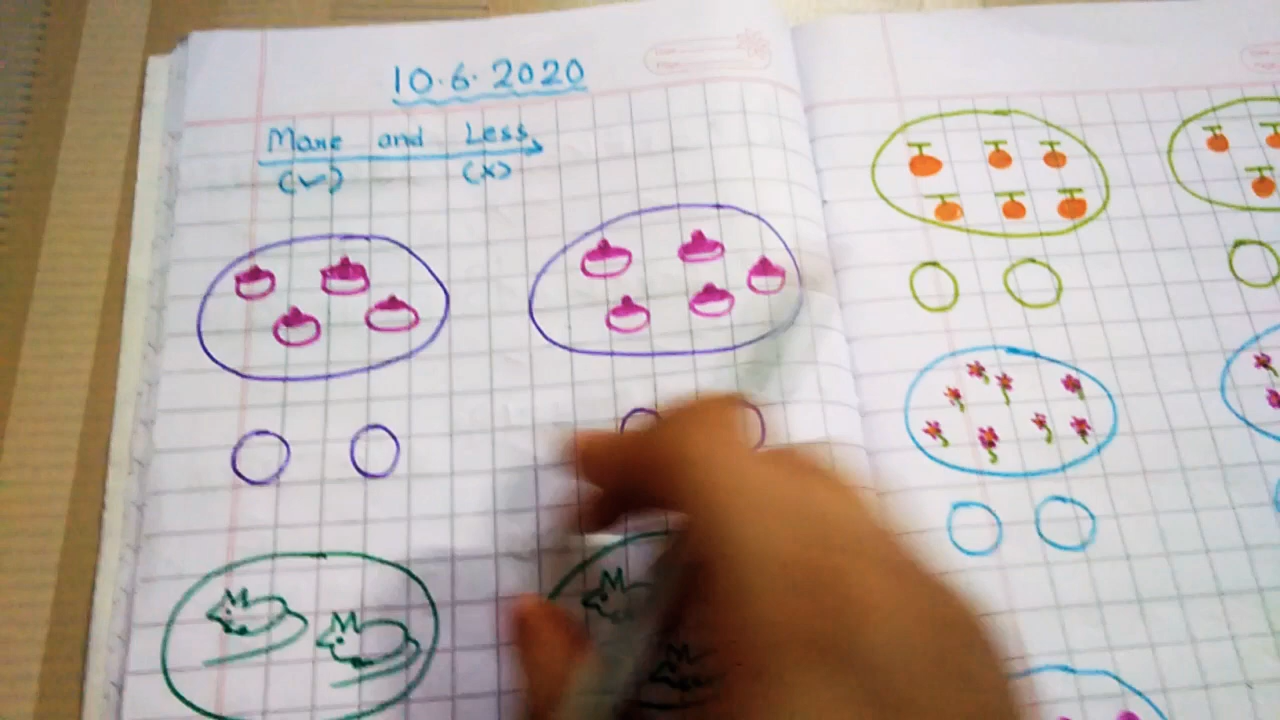 10.6.2020
More and Less
(✓) (×)